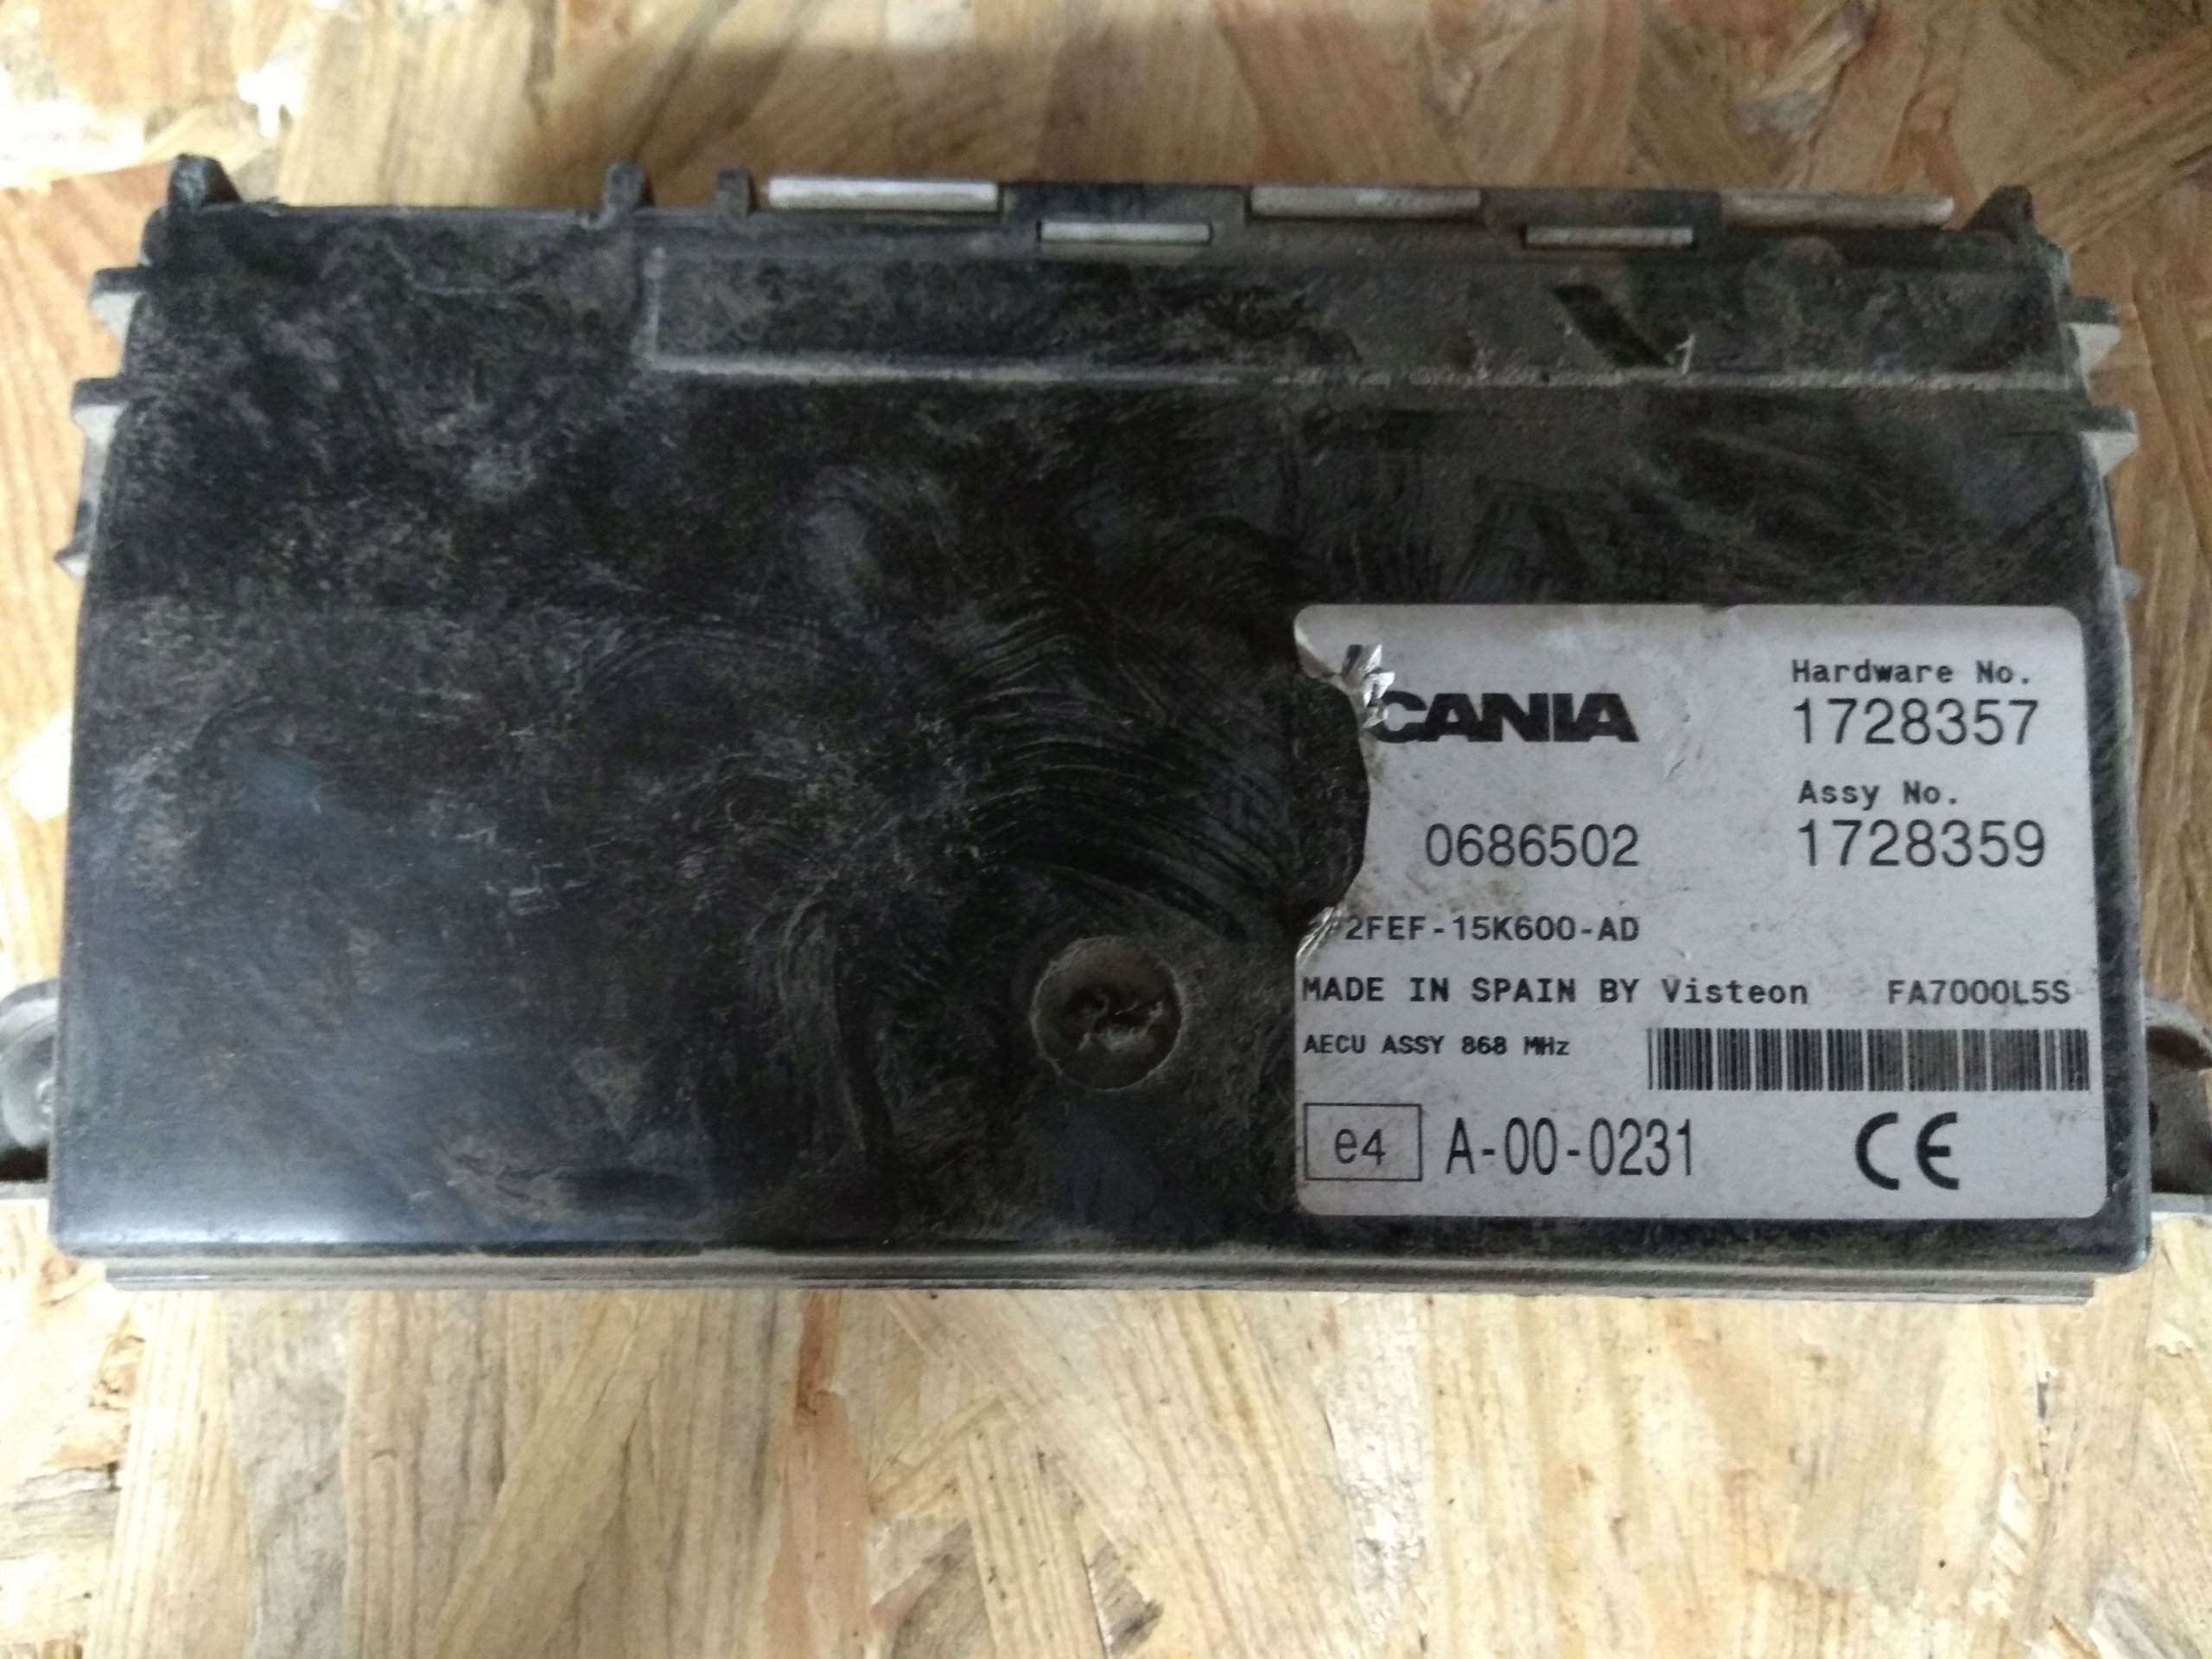 CANIA
Hardware No.
1728357
Assy No.
0686502 1728359
2FEF-15K600-AD
MADE IN SPAIN BY Visteon FA7000L5S
AECU ASSY 868 MHz
e4 A-00-0231 CE